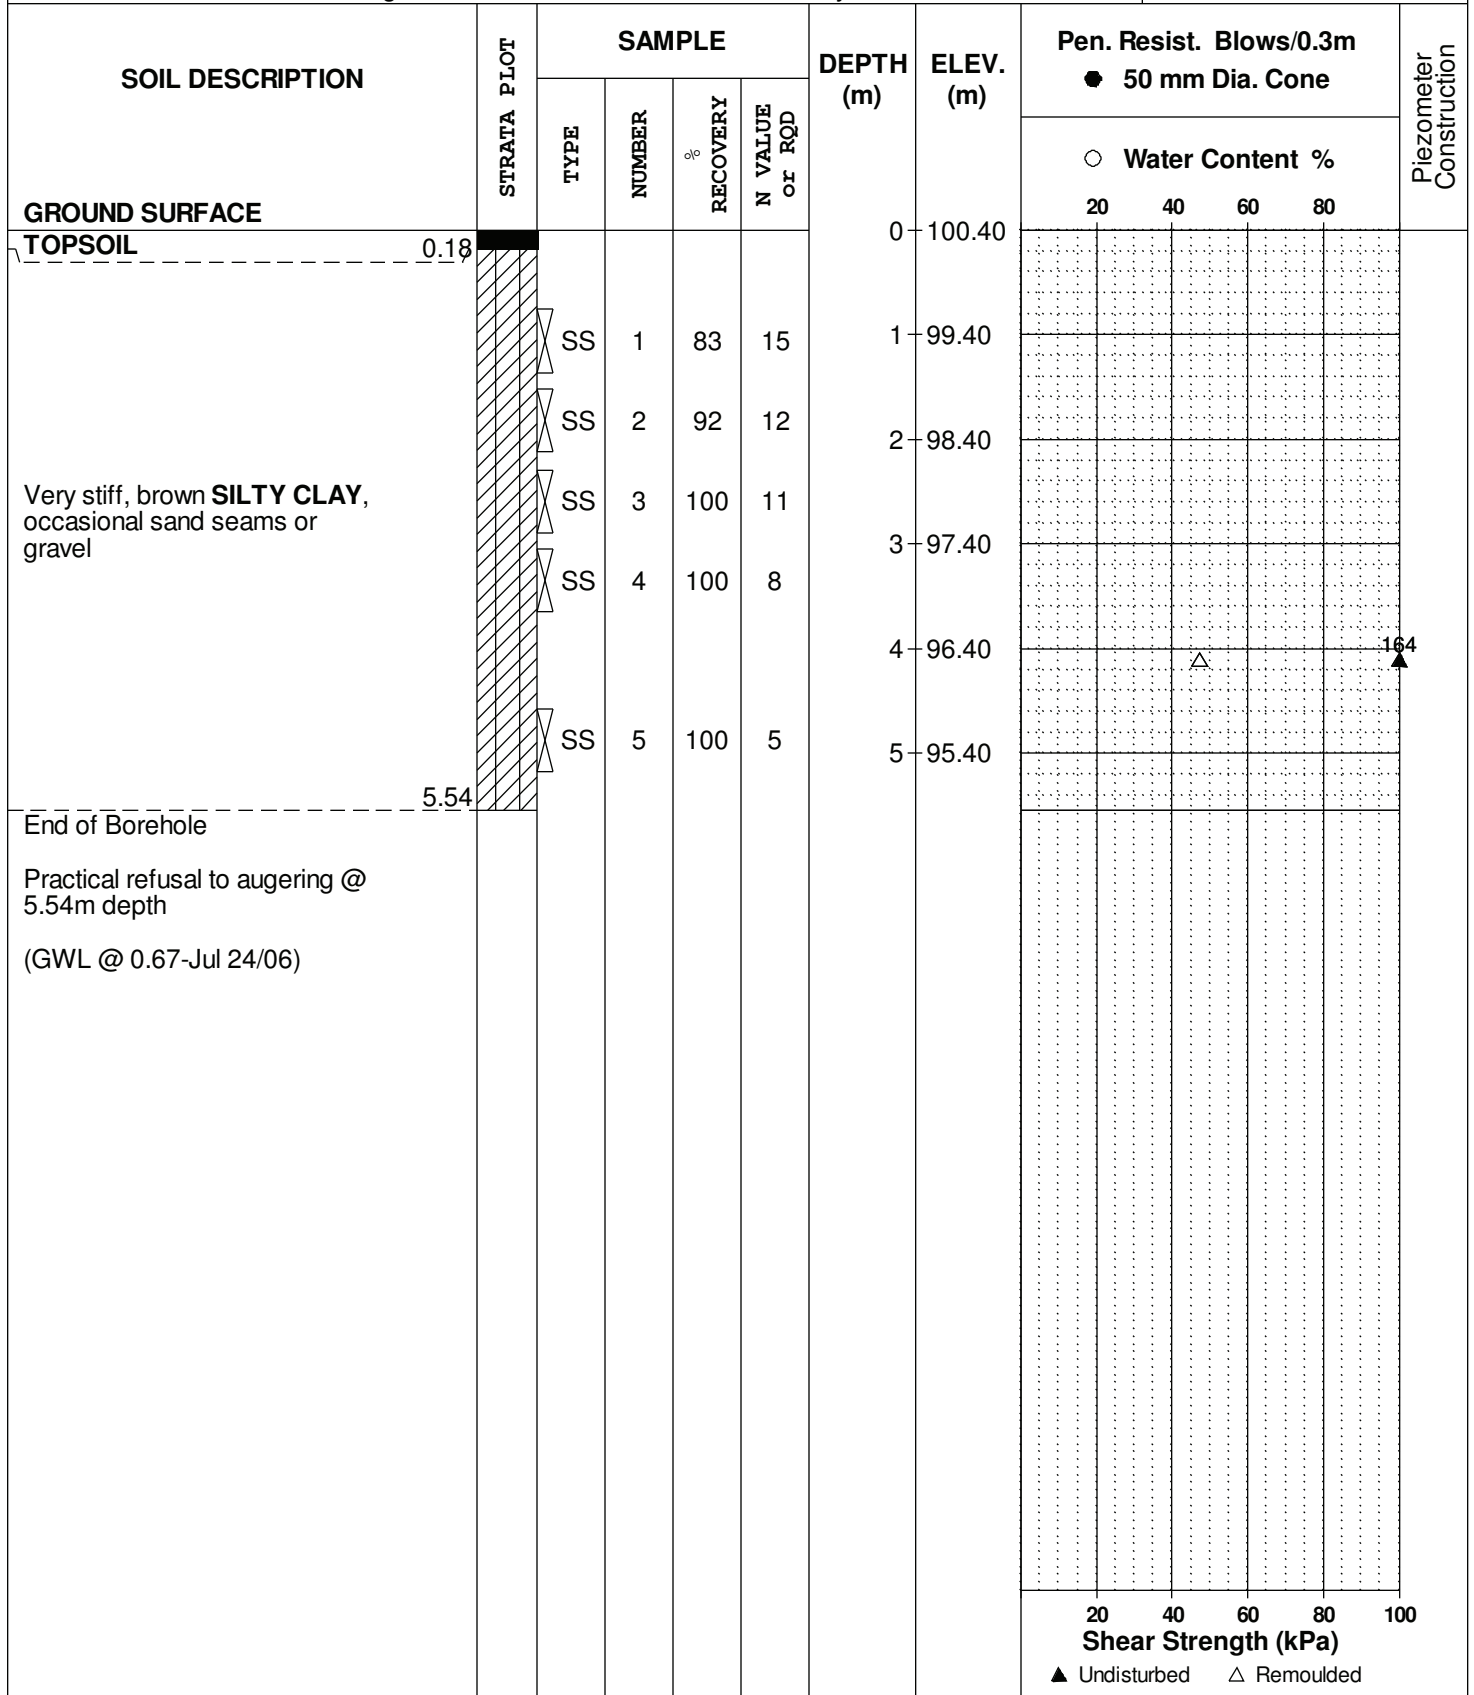 SOIL DESCRIPTION
GROUND SURFACE
STRATA PLOT
SAMPLE
TYPE
NUMBER
% RECOVERY
N VALUE or RQD
DEPTH (m)
ELEV. (m)
Pen. Resist. Blows/0.3m
● 50 mm Dia. Cone
○ Water Content %
20 40 60 80
Piezometer Construction
TOPSOIL 0.18
0 100.40
SS 1 83 15
1 99.40
SS 2 92 12
2 98.40
Very stiff, brown SILTY CLAY,
occasional sand seams or
gravel
SS 3 100 11
3 97.40
SS 4 100 8
4 96.40
164
SS 5 100 5
5 95.40
5.54
End of Borehole
Practical refusal to augering @
5.54m depth
(GWL @ 0.67-Jul 24/06)
20 40 60 80 100
Shear Strength (kPa)
▲ Undisturbed △ Remoulded